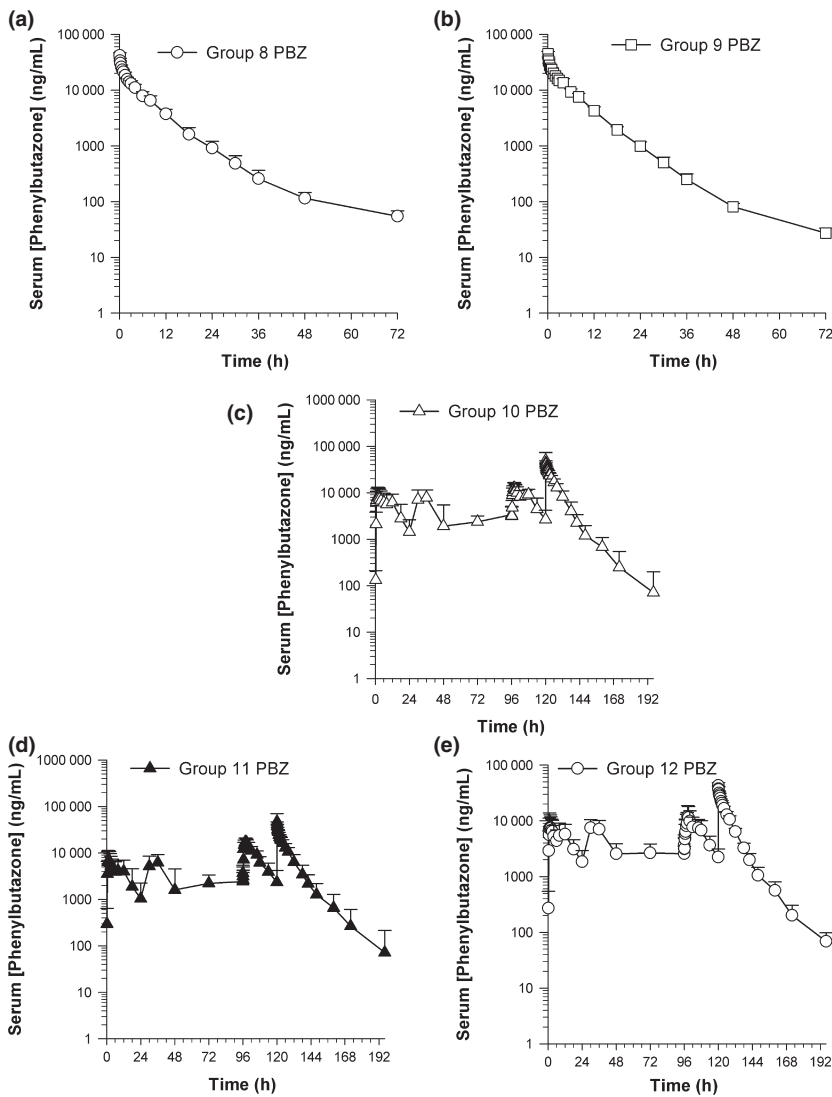 (a)
Group 8 PBZ
Serum [Phenylbutazone] (ng/mL)
100 000
10 000
1000
100
10
1
0 12 24 36 48 60 72
Time (h)
(b)
Group 9 PBZ
Serum [Phenylbutazone] (ng/mL)
100 000
10 000
1000
100
10
1
0 12 24 36 48 60 72
Time (h)
(c)
Group 10 PBZ
Serum [Phenylbutazone] (ng/mL)
1000 000
100 000
10 000
1000
100
10
1
0 24 48 72 96 120 144 168 192
Time (h)
(d)
Group 11 PBZ
Serum [Phenylbutazone] (ng/mL)
1000 000
100 000
10 000
1000
100
10
1
0 24 48 72 96 120 144 168 192
Time (h)
(e)
Group 12 PBZ
Serum [Phenylbutazone] (ng/mL)
100 000
10 000
1000
100
10
1
0 24 48 72 96 120 144 168 192
Time (h)